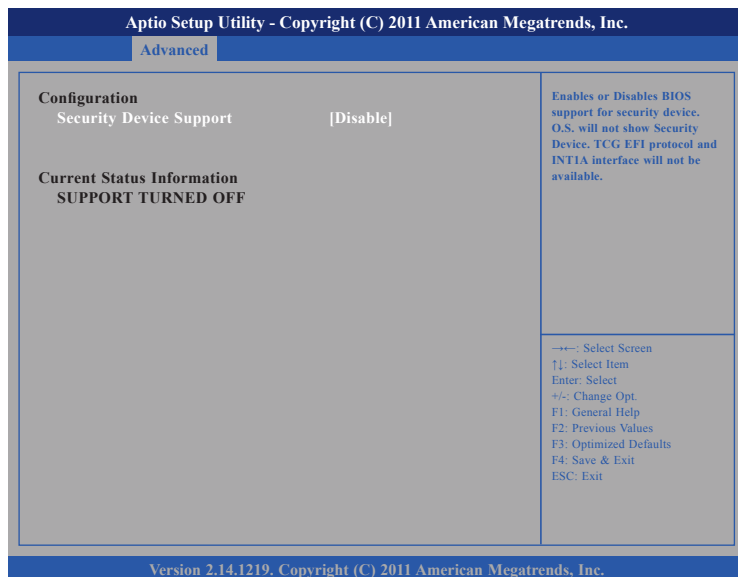 Aptio Setup Utility - Copyright (C) 2011 American Megatrends, Inc.
Advanced
Configuration
Security Device Support [Disable]
Current Status Information
SUPPORT TURNED OFF
Enables or Disables BIOS
support for security device.
O.S. will not show Security
Device. TCG EFI protocol and
INT1A interface will not be
available.
→←: Select Screen
↑↓: Select Item
Enter: Select
+/-: Change Opt.
F1: General Help
F2: Previous Values
F3: Optimized Defaults
F4: Save & Exit
ESC: Exit
Version 2.14.1219. Copyright (C) 2011 American Megatrends, Inc.